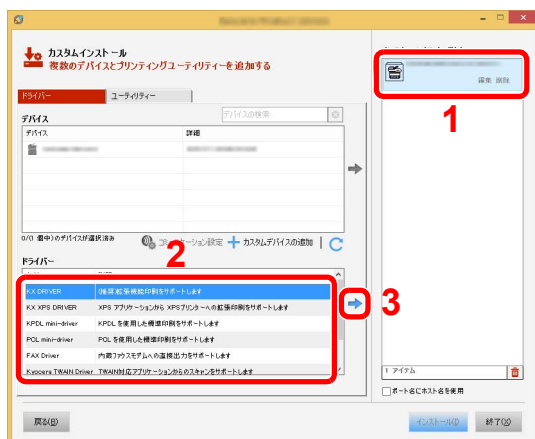 カスタムインストール
複数のデバイスとプリンティングユーティリティーを追加する
ドライバー
ユーティリティー
デバイス
デバイスの検索
デバイス 詳細
0/(1 個中)のデバイスが選択済み
コミュニケーション設定
カスタムデバイスの追加
ドライバー
KX DRIVER (推奨)拡張機能印刷をサポートします
KX XPS DRIVER XPS アプリケーションから XPSプリンターへの拡張印刷をサポートします
KPDL mini-driver KPDL を使用した標準印刷をサポートします
PCL mini-driver PCL を使用した標準印刷をサポートします
FAX Driver 内蔵ファクスモデムへの直接出力をサポートします
Kyocera TWAIN Driver TWAIN対応アプリケーションからのスキャンをサポートします
編集 削除
1
2
3
1 アイテム
ポート名にホスト名を使用
戻る(B)
インストール(I)
終了(X)